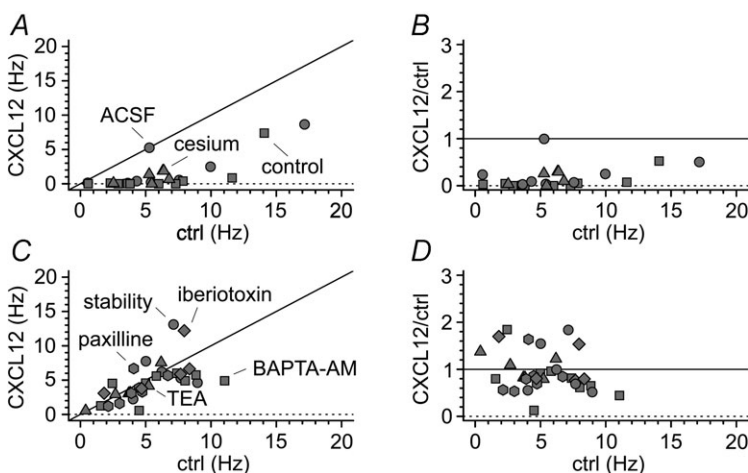 A
CXCL12 (Hz)
20
15
10
5
0
ACSF
cesium
control
0 5 10 15 20
ctrl (Hz)
B
CXCL12/ctrl
3
2
1
0
0 5 10 15 20
ctrl (Hz)
C
CXCL12 (Hz)
20
15
10
5
0
stability
iberiotoxin
paxilline
BAPTA-AM
TEA
0 5 10 15 20
ctrl (Hz)
D
CXCL12/ctrl
3
2
1
0
0 5 10 15 20
ctrl (Hz)